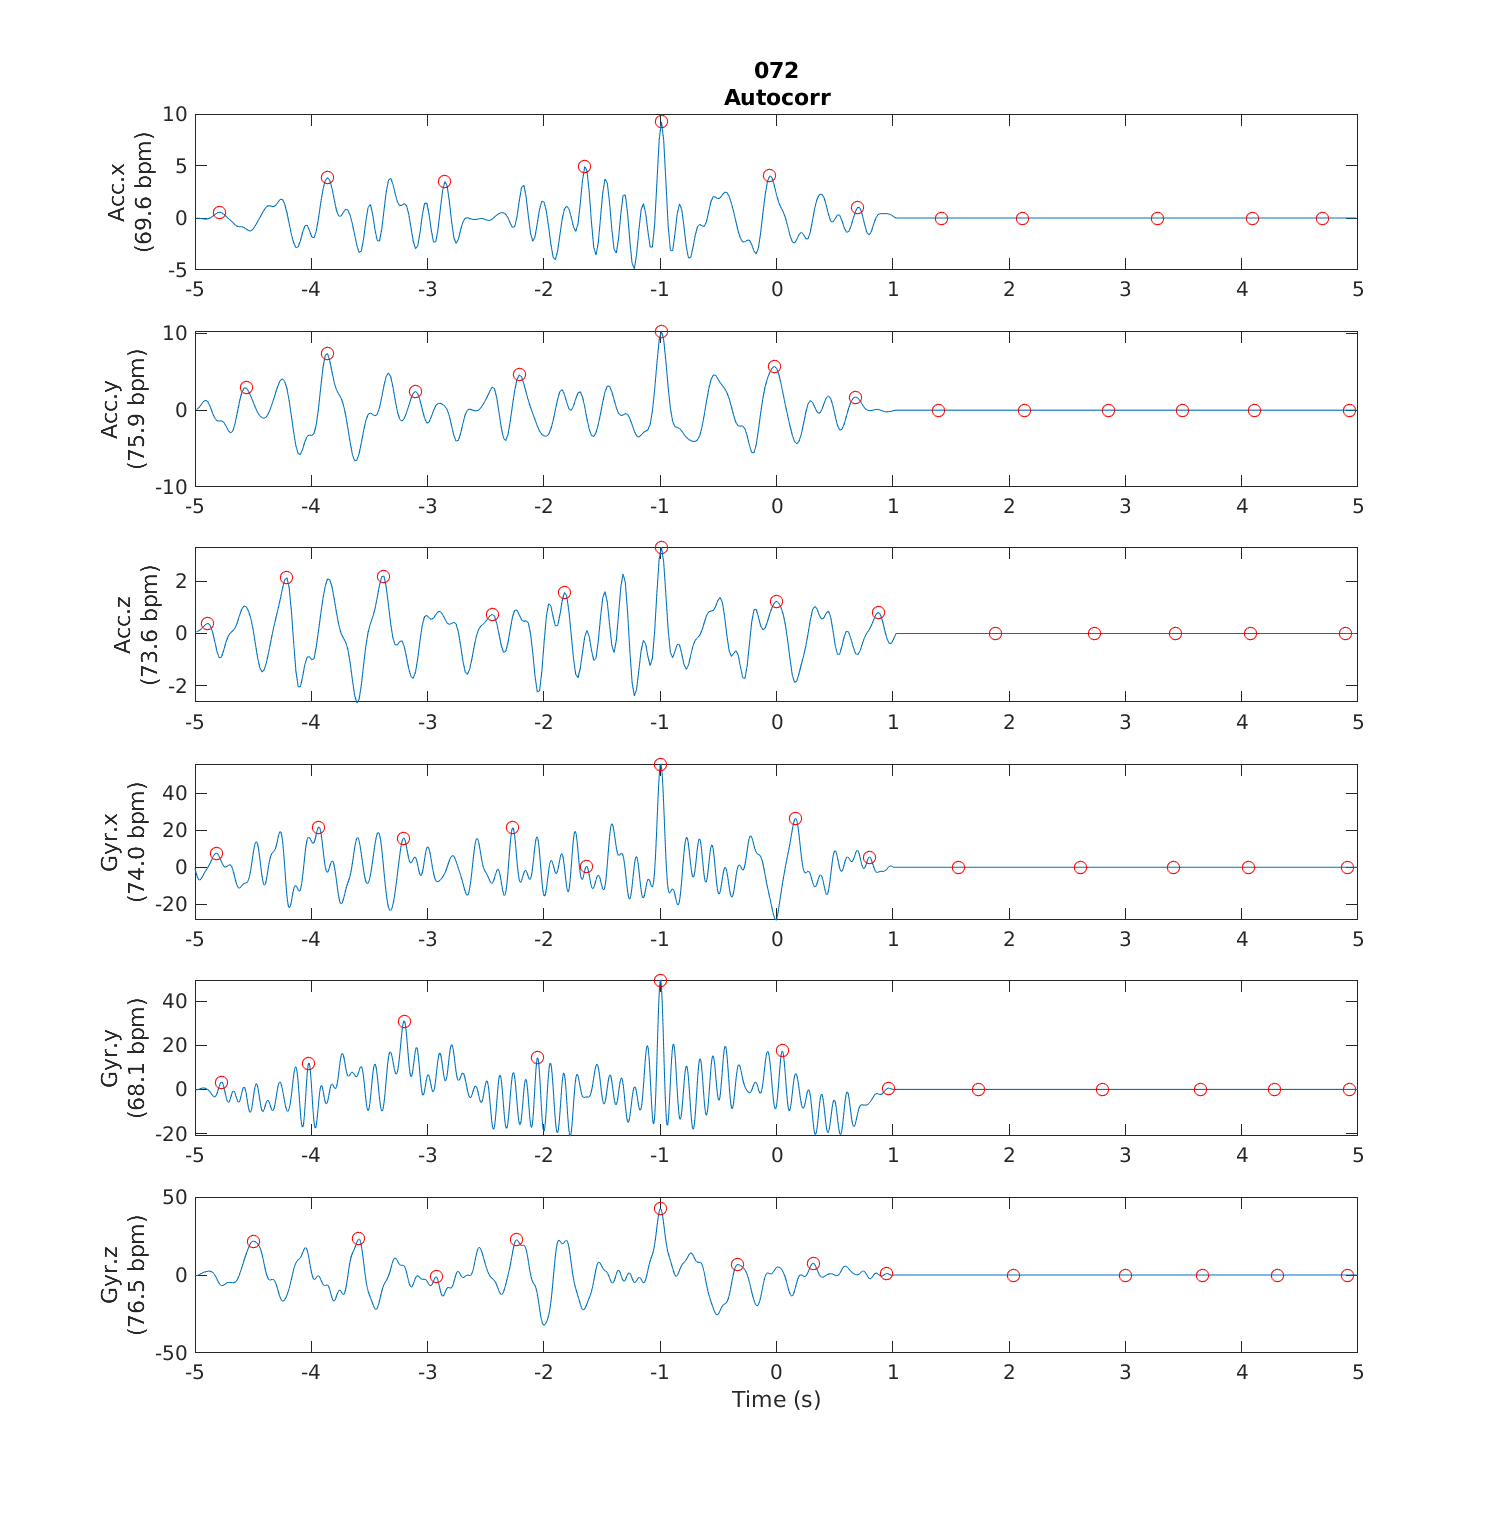 072
Autocorr
Acc.x
(69.6 bpm)
10
5
0
-5
-5 -4 -3 -2 -1 0 1 2 3 4 5
Acc.y
(75.9 bpm)
10
0
-10
-5 -4 -3 -2 -1 0 1 2 3 4 5
Acc.z
(73.6 bpm)
2
0
-2
-5 -4 -3 -2 -1 0 1 2 3 4 5
Gyr.x
(74.0 bpm)
40
20
0
-20
-5 -4 -3 -2 -1 0 1 2 3 4 5
Gyr.y
(68.1 bpm)
40
20
0
-20
-5 -4 -3 -2 -1 0 1 2 3 4 5
Gyr.z
(76.5 bpm)
50
0
-50
-5 -4 -3 -2 -1 0 1 2 3 4 5
Time (s)